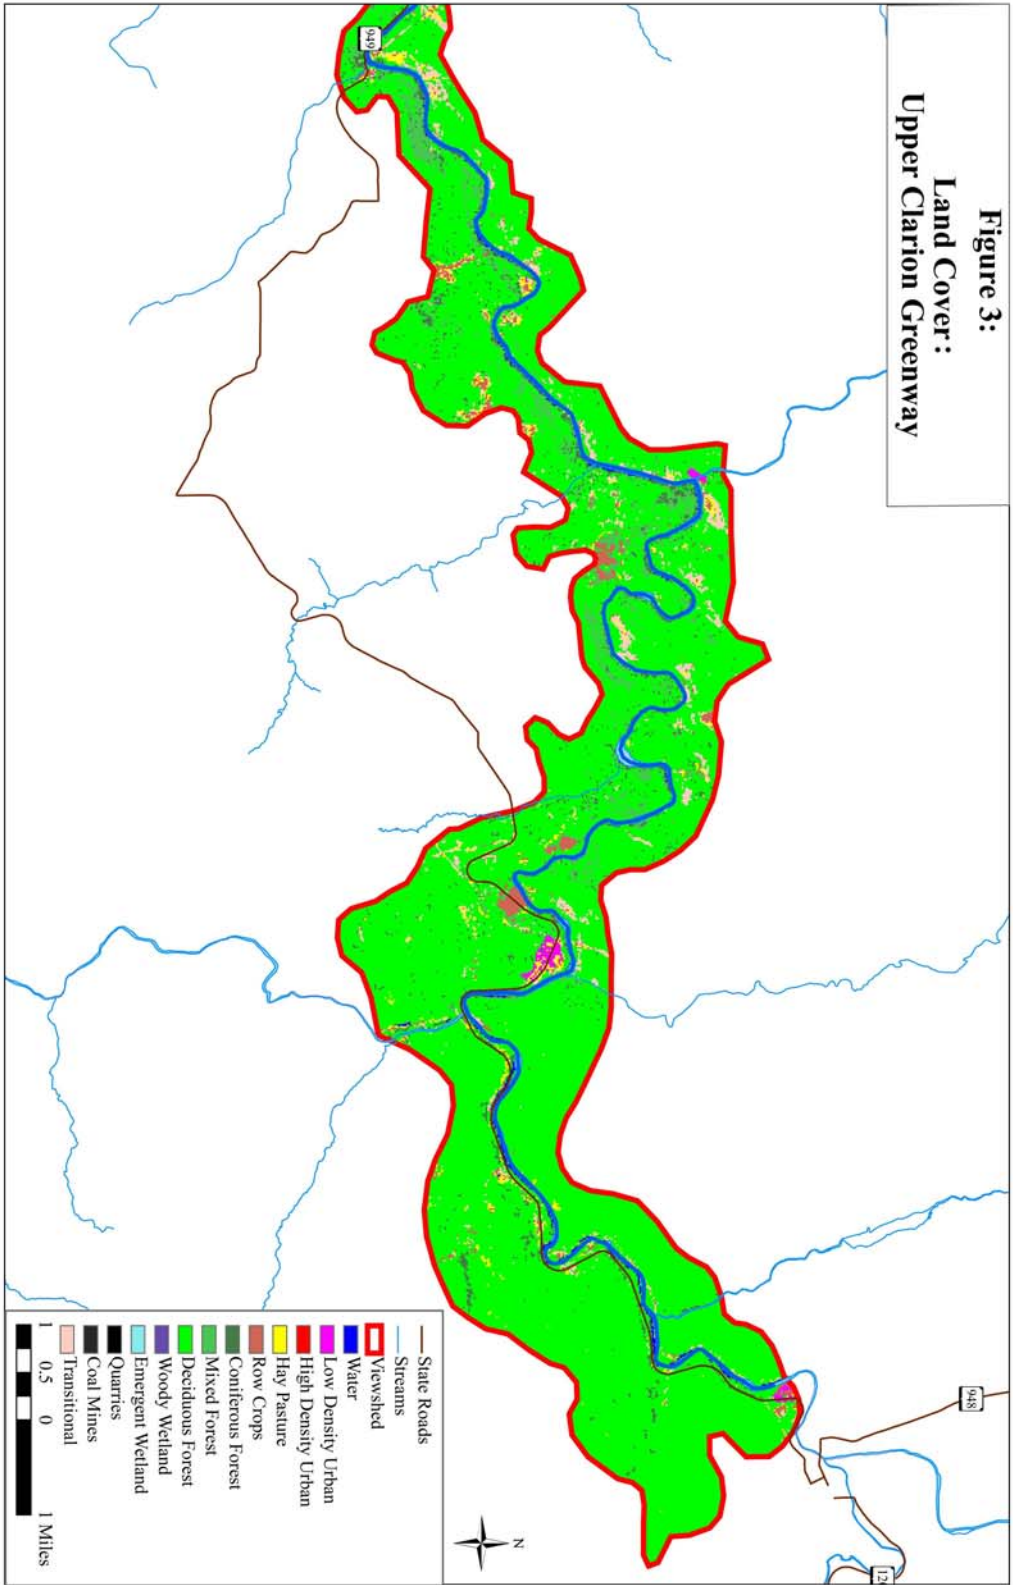 Figure 3:
Land Cover:
Upper Clarion Greenway
949
948
State Roads
Streams
Viewshed
Water
Low Density Urban
High Density Urban
Hay Pasture
Row Crops
Coniferous Forest
Mixed Forest
Deciduous Forest
Woody Wetland
Emergent Wetland
Quarries
Coal Mines
Transitional
1 0.5 0 1 Miles
N